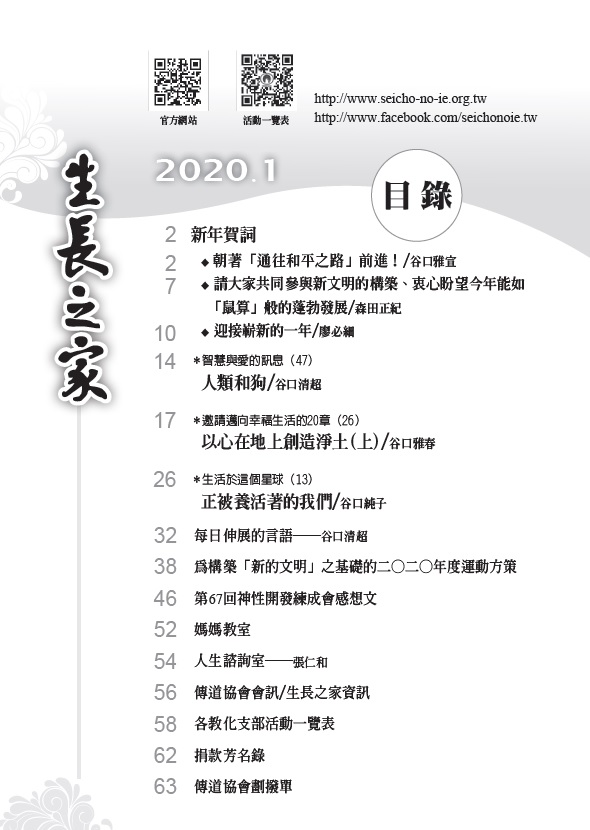 官方網站
活動一覽表
http://www.seicho-no-ie.org.tw
http://www.facebook.com/seichonoie.tw
生長之家
2020.1
目錄
2 新年賀詞
2 ◆朝著「通往和平之路」前進！/谷口雅宣
7 ◆請大家共同參與新文明的構築、衷心盼望今年能如
「鼠算」般的蓬勃發展/森田正紀
10 ◆迎接嶄新的一年/廖必綱
14 *智慧與愛的訊息（47）
人類和狗/谷口清超
17 *邀請邁向幸福生活的20章（26）
以心在地上創造淨土(上)/谷口雅春
26 *生活於這個星球（13）
正被養活著的我們/谷口純子
32 每日伸展的言語──谷口清超
38 爲構築「新的文明」之基礎的二〇二〇年度運動方策
46 第67回神性開發練成會感想文
52 媽媽教室
54 人生諮詢室──張仁和
56 傳道協會會訊/生長之家資訊
58 各教化支部活動一覽表
62 捐款芳名錄
63 傳道協會劃撥單